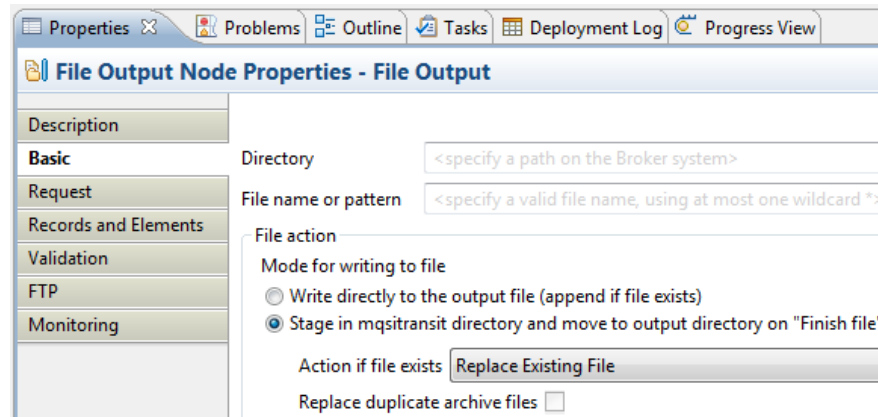 Properties Problems Outline Tasks Deployment Log Progress View
File Output Node Properties - File Output
Description
Basic
Request
Records and Elements
Validation
FTP
Monitoring
Directory <specify a path on the Broker system>
File name or pattern <specify a valid file name, using at most one wildcard *>
File action
Mode for writing to file
Write directly to the output file (append if file exists)
Stage in mqsitransit directory and move to output directory on "Finish file"
Action if file exists Replace Existing File
Replace duplicate archive files